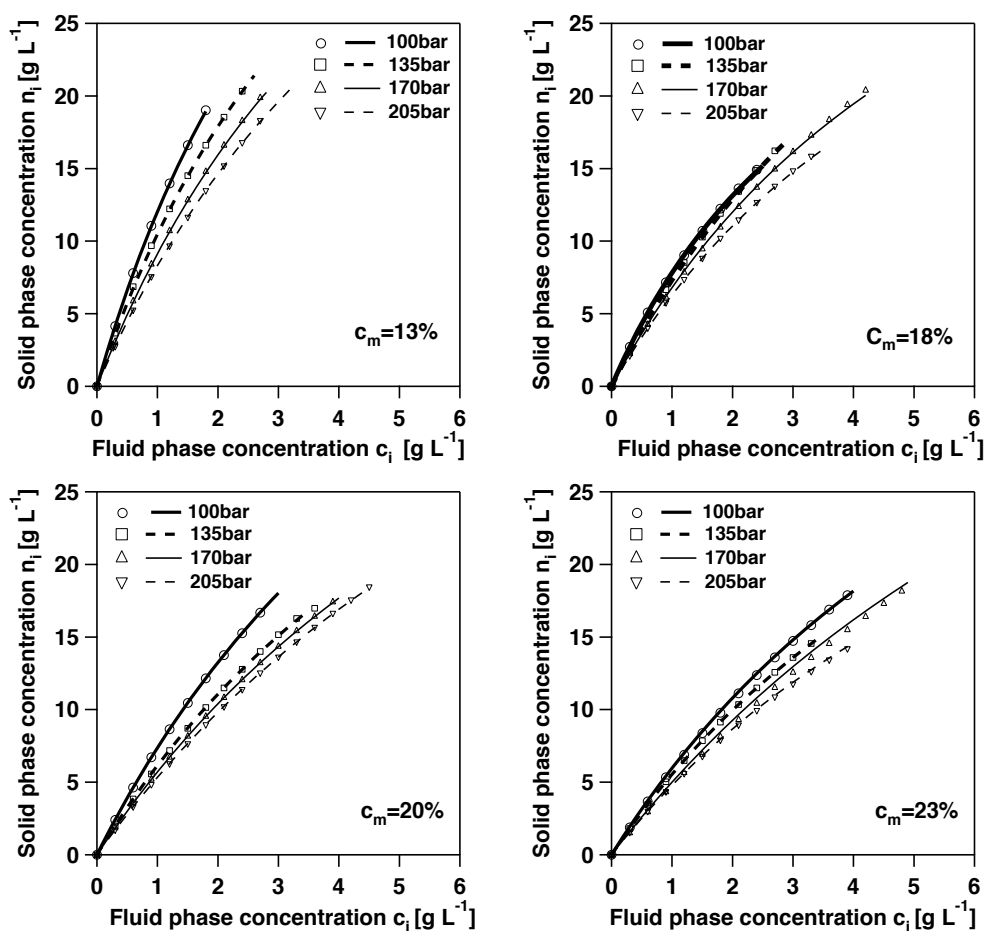 25
20
15
10
5
0
Solid phase concentration n_i [g L⁻¹]
100bar
135bar
170bar
205bar
c_m=13%
0 1 2 3 4 5 6
Fluid phase concentration c_i [g L⁻¹]
25
20
15
10
5
0
Solid phase concentration n_i [g L⁻¹]
100bar
135bar
170bar
205bar
C_m=18%
0 1 2 3 4 5 6
Fluid phase concentration c_i [g L⁻¹]
25
20
15
10
5
0
Solid phase concentration n_i [g L⁻¹]
100bar
135bar
170bar
205bar
c_m=20%
0 1 2 3 4 5 6
Fluid phase concentration c_i [g L⁻¹]
25
20
15
10
5
0
Solid phase concentration n_i [g L⁻¹]
100bar
135bar
170bar
205bar
c_m=23%
0 1 2 3 4 5 6
Fluid phase concentration c_i [g L⁻¹]